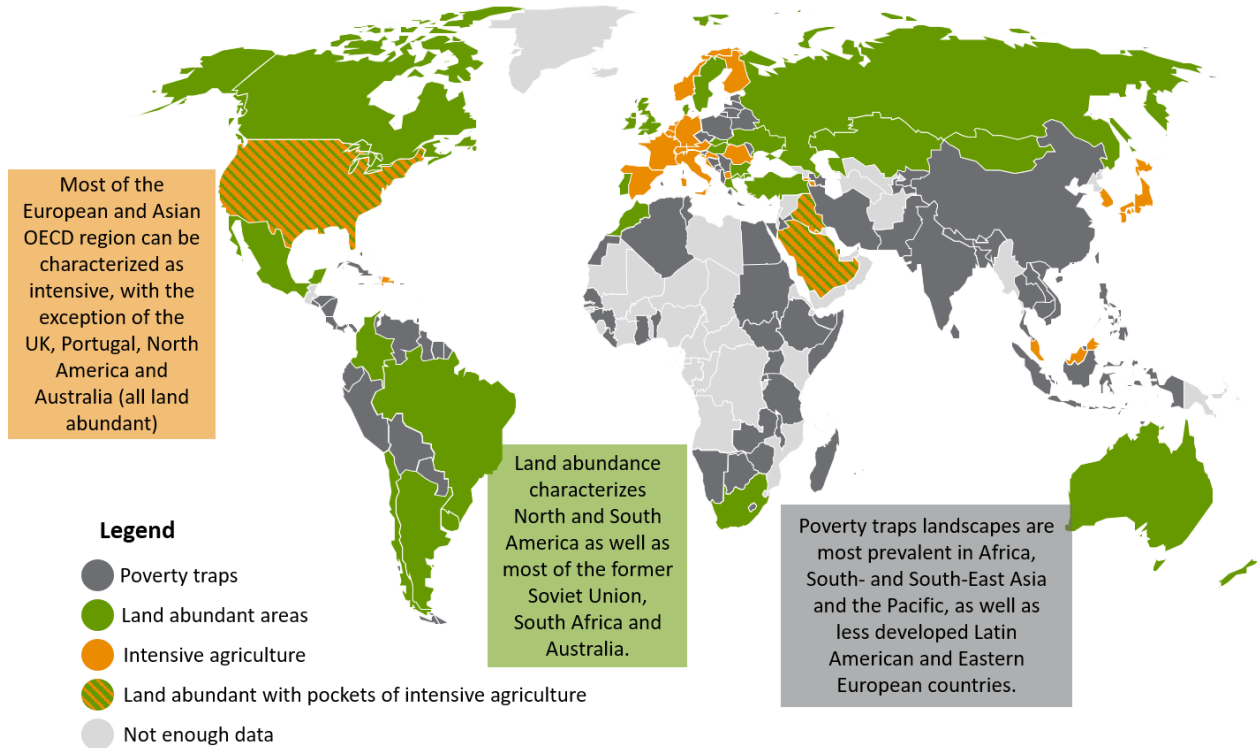 Most of the
European and Asian
OECD region can be
characterized as
intensive, with the
exception of the
UK, Portugal, North
America and
Australia (all land
abundant)
Land abundance
characterizes
North and South
America as well as
most of the former
Soviet Union,
South Africa and
Australia.
Poverty traps landscapes are
most prevalent in Africa,
South- and South-East Asia
and the Pacific, as well as
less developed Latin
American and Eastern
European countries.
Legend
Poverty traps
Land abundant areas
Intensive agriculture
Land abundant with pockets of intensive agriculture
Not enough data